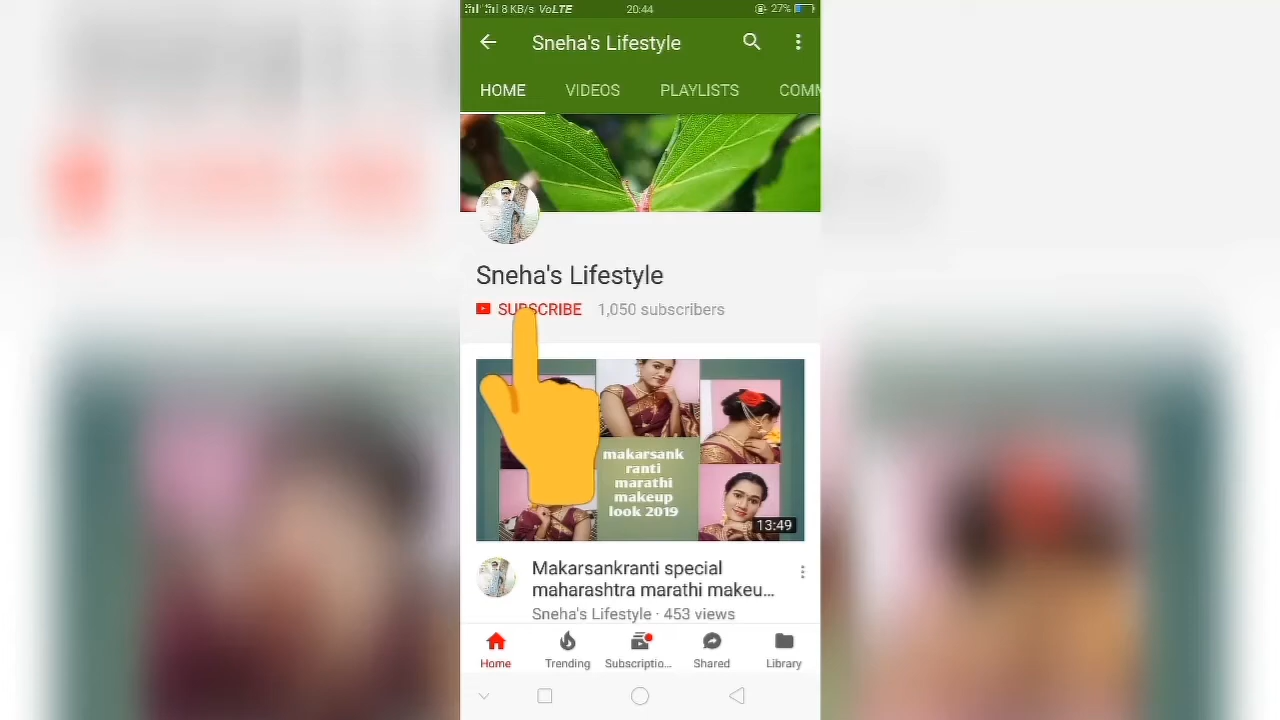 8 KB/s VoLTE 20:44 27%
Sneha's Lifestyle
HOME VIDEOS PLAYLISTS COMM
Sneha's Lifestyle
SUBSCRIBE 1,050 subscribers
makarsank
ranti
marathi
makeup
look 2019
13:49
Makarsankranti special
maharashtra marathi makeu...
Sneha's Lifestyle · 453 views
Home Trending Subscriptio... Shared Library